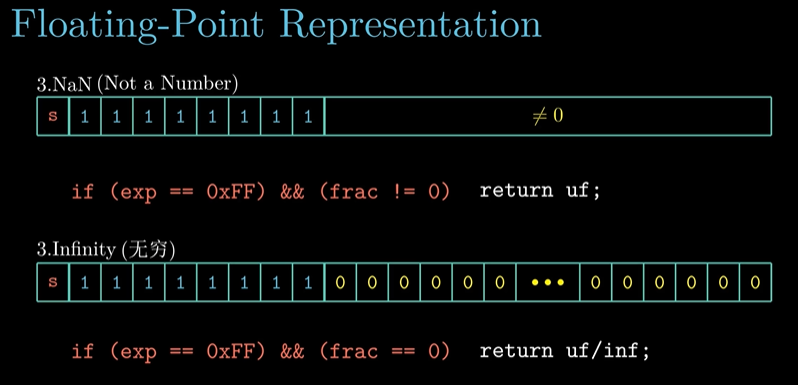 Floating-Point Representation
3.NaN (Not a Number)
s 1 1 1 1 1 1 1 1 ≠ 0
if (exp == 0xFF) && (frac != 0) return uf;
3.Infinity (无穷)
s 1 1 1 1 1 1 1 1 0 0 0 0 0 0 ••• 0 0 0 0 0 0
if (exp == 0xFF) && (frac == 0) return uf/inf;